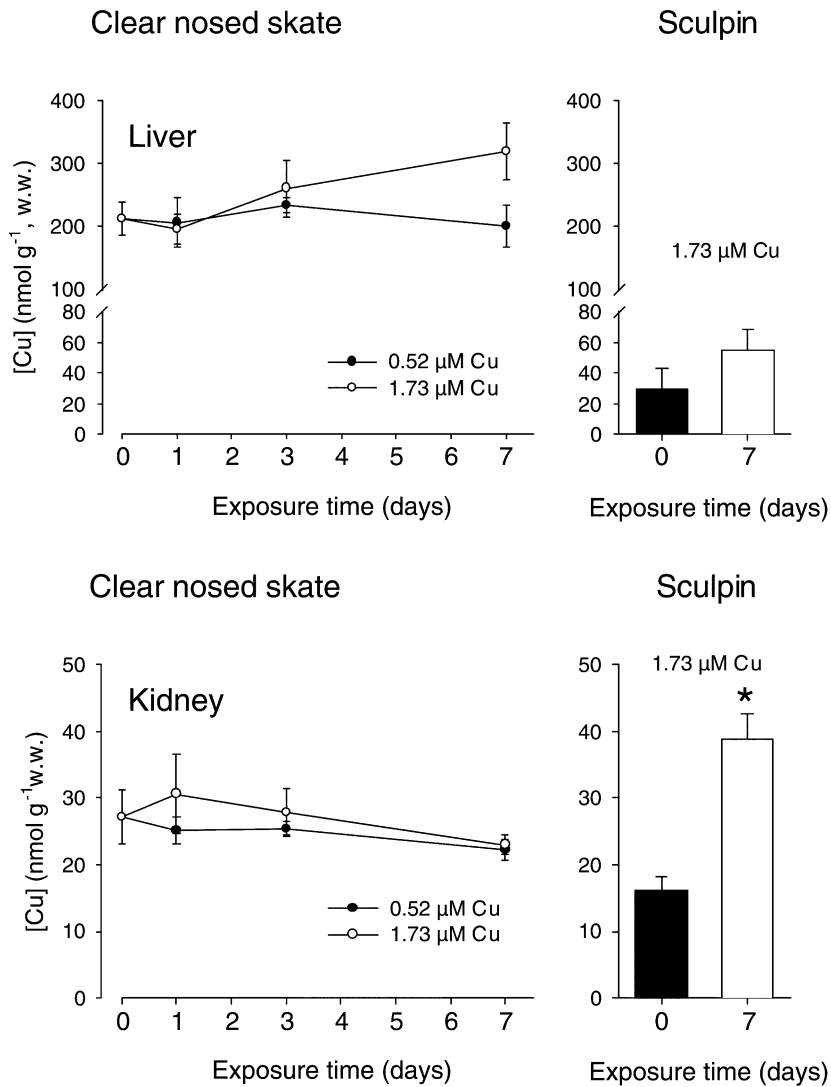 Clear nosed skate
Sculpin
400
300
200
100
80
60
40
20
0
[Cu] (nmol g⁻¹, w.w.)
Liver
0.52 µM Cu
1.73 µM Cu
0 1 2 3 4 5 6 7
Exposure time (days)
400
300
200
100
80
60
40
20
0
1.73 µM Cu
0 7
Exposure time (days)
Clear nosed skate
Sculpin
50
40
30
20
10
0
[Cu] (nmol g⁻¹w.w.)
Kidney
0.52 µM Cu
1.73 µM Cu
0 1 2 3 4 5 6 7
Exposure time (days)
50
40
30
20
10
0
1.73 µM Cu
*
0 7
Exposure time (days)